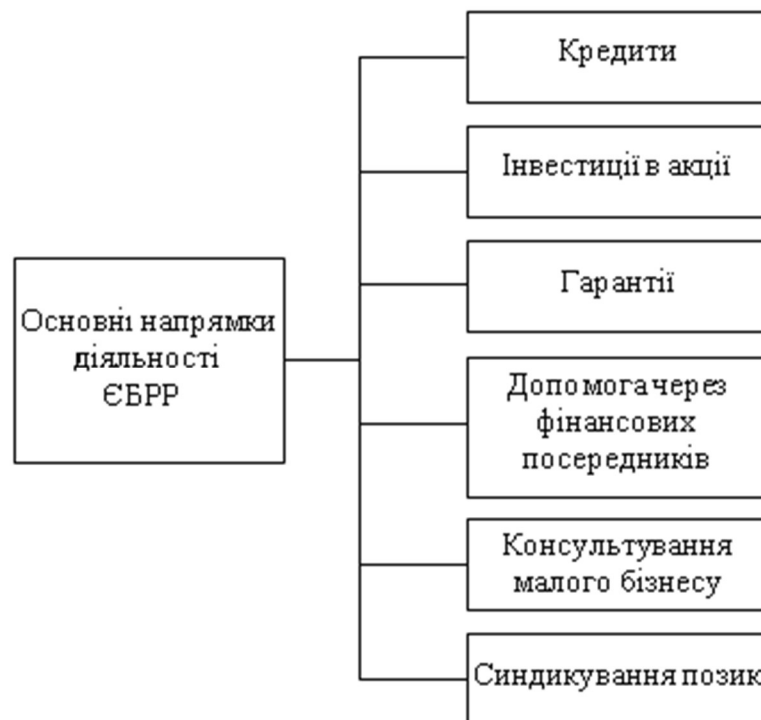 Основні напрямки
діяльності
ЄБРР
Кредити
Інвестиції в акції
Гарантії
Допомога через
фінансових
посередників
Консультування
малого бізнесу
Синдикування позик